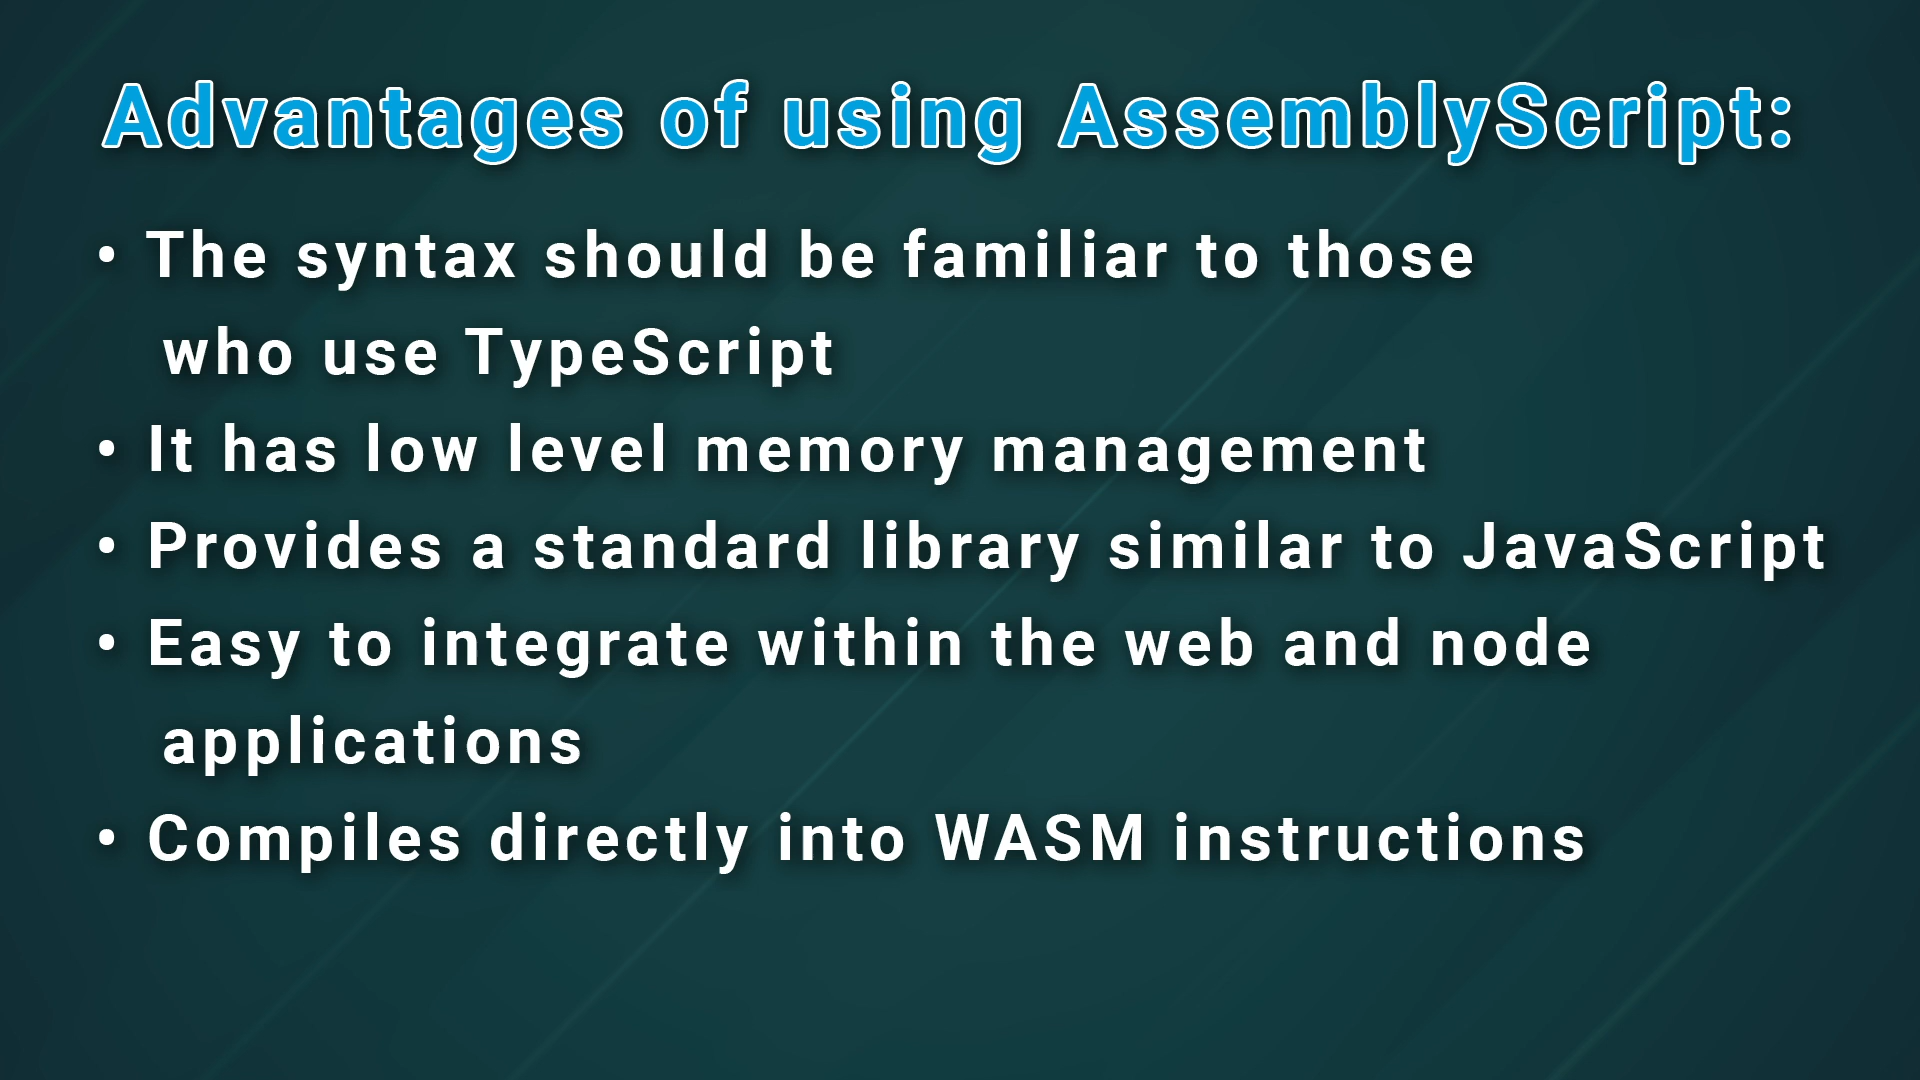 Advantages of using AssemblyScript:
• The syntax should be familiar to those
who use TypeScript
• It has low level memory management
• Provides a standard library similar to JavaScript
• Easy to integrate within the web and node
applications
• Compiles directly into WASM instructions